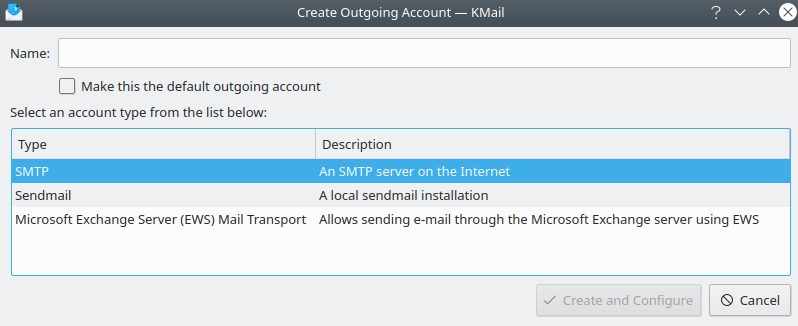 Create Outgoing Account — KMail
Name:
Make this the default outgoing account
Select an account type from the list below:
Type Description
SMTP An SMTP server on the Internet
Sendmail A local sendmail installation
Microsoft Exchange Server (EWS) Mail Transport Allows sending e-mail through the Microsoft Exchange server using EWS
Create and Configure Cancel